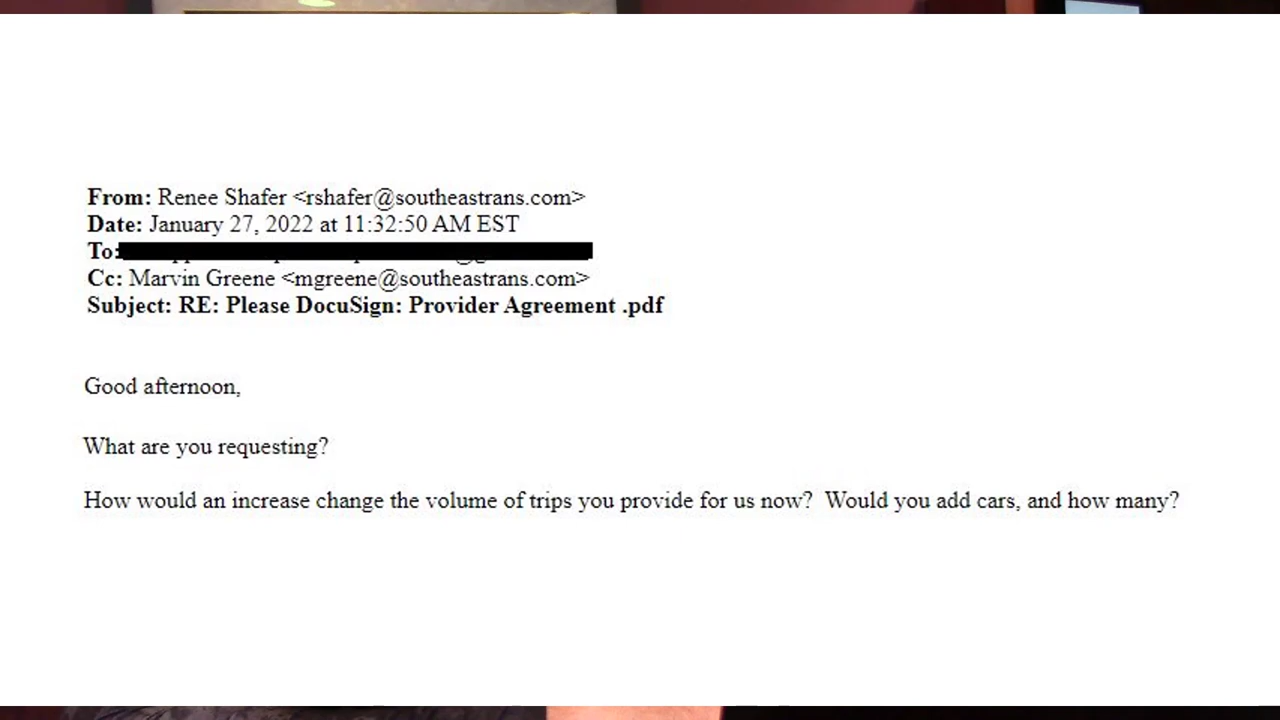 From: Renee Shafer <rshafer@southeastrans.com>
Date: January 27, 2022 at 11:32:50 AM EST
To:
Cc: Marvin Greene <mgreene@southeastrans.com>
Subject: RE: Please DocuSign: Provider Agreement .pdf
Good afternoon,
What are you requesting?
How would an increase change the volume of trips you provide for us now?  Would you add cars, and how many?